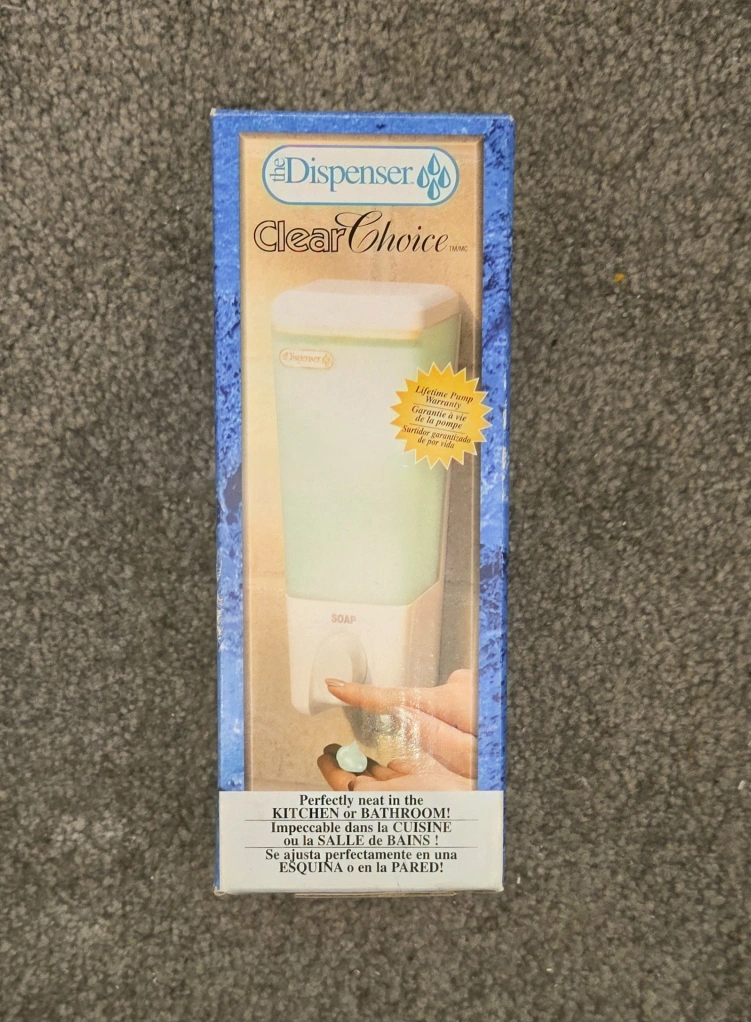 the Dispenser
Clear Choice TM/MC
Dispenser
Lifetime Pump
Warranty
Garantie à vie
de la pompe
Surtidor garantizado
de por vida
SOAP
Perfectly neat in the
KITCHEN or BATHROOM!
Impeccable dans la CUISINE
ou la SALLE de BAINS !
Se ajusta perfectamente en una
ESQUINA o en la PARED!